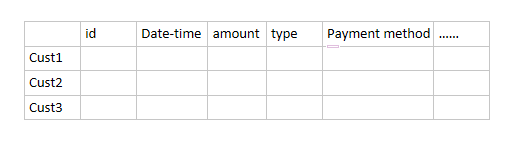 id Date-time amount type Payment method ......
Cust1
Cust2
Cust3